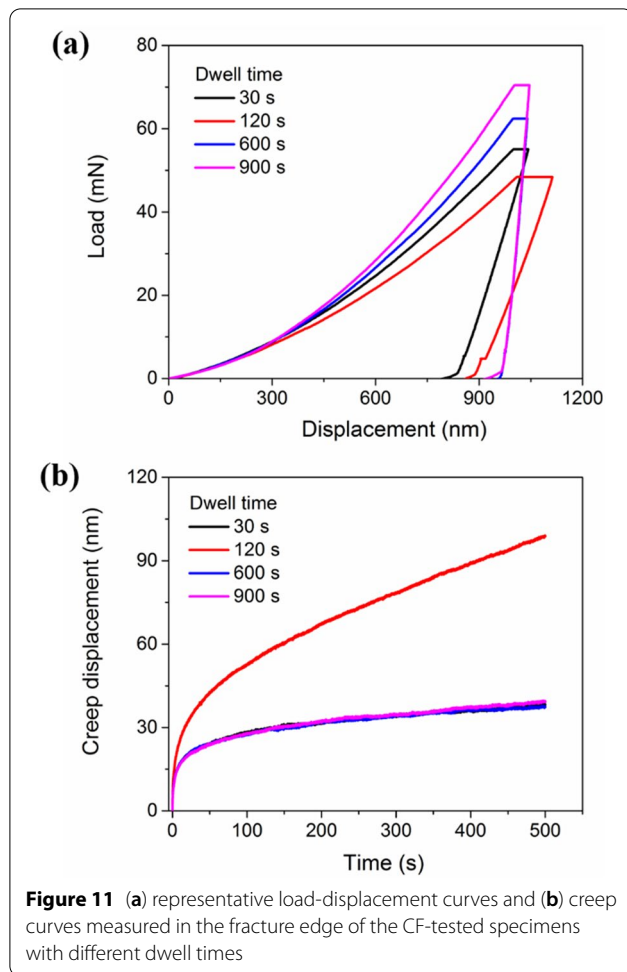 (a)
80
60
40
20
0
Load (mN)
Dwell time
30 s
120 s
600 s
900 s
0 300 600 900 1200
Displacement (nm)
(b)
120
90
60
30
0
Creep displacement (nm)
Dwell time
30 s
120 s
600 s
900 s
0 100 200 300 400 500
Time (s)
Figure 11 (a) representative load-displacement curves and (b) creep
curves measured in the fracture edge of the CF-tested specimens
with different dwell times